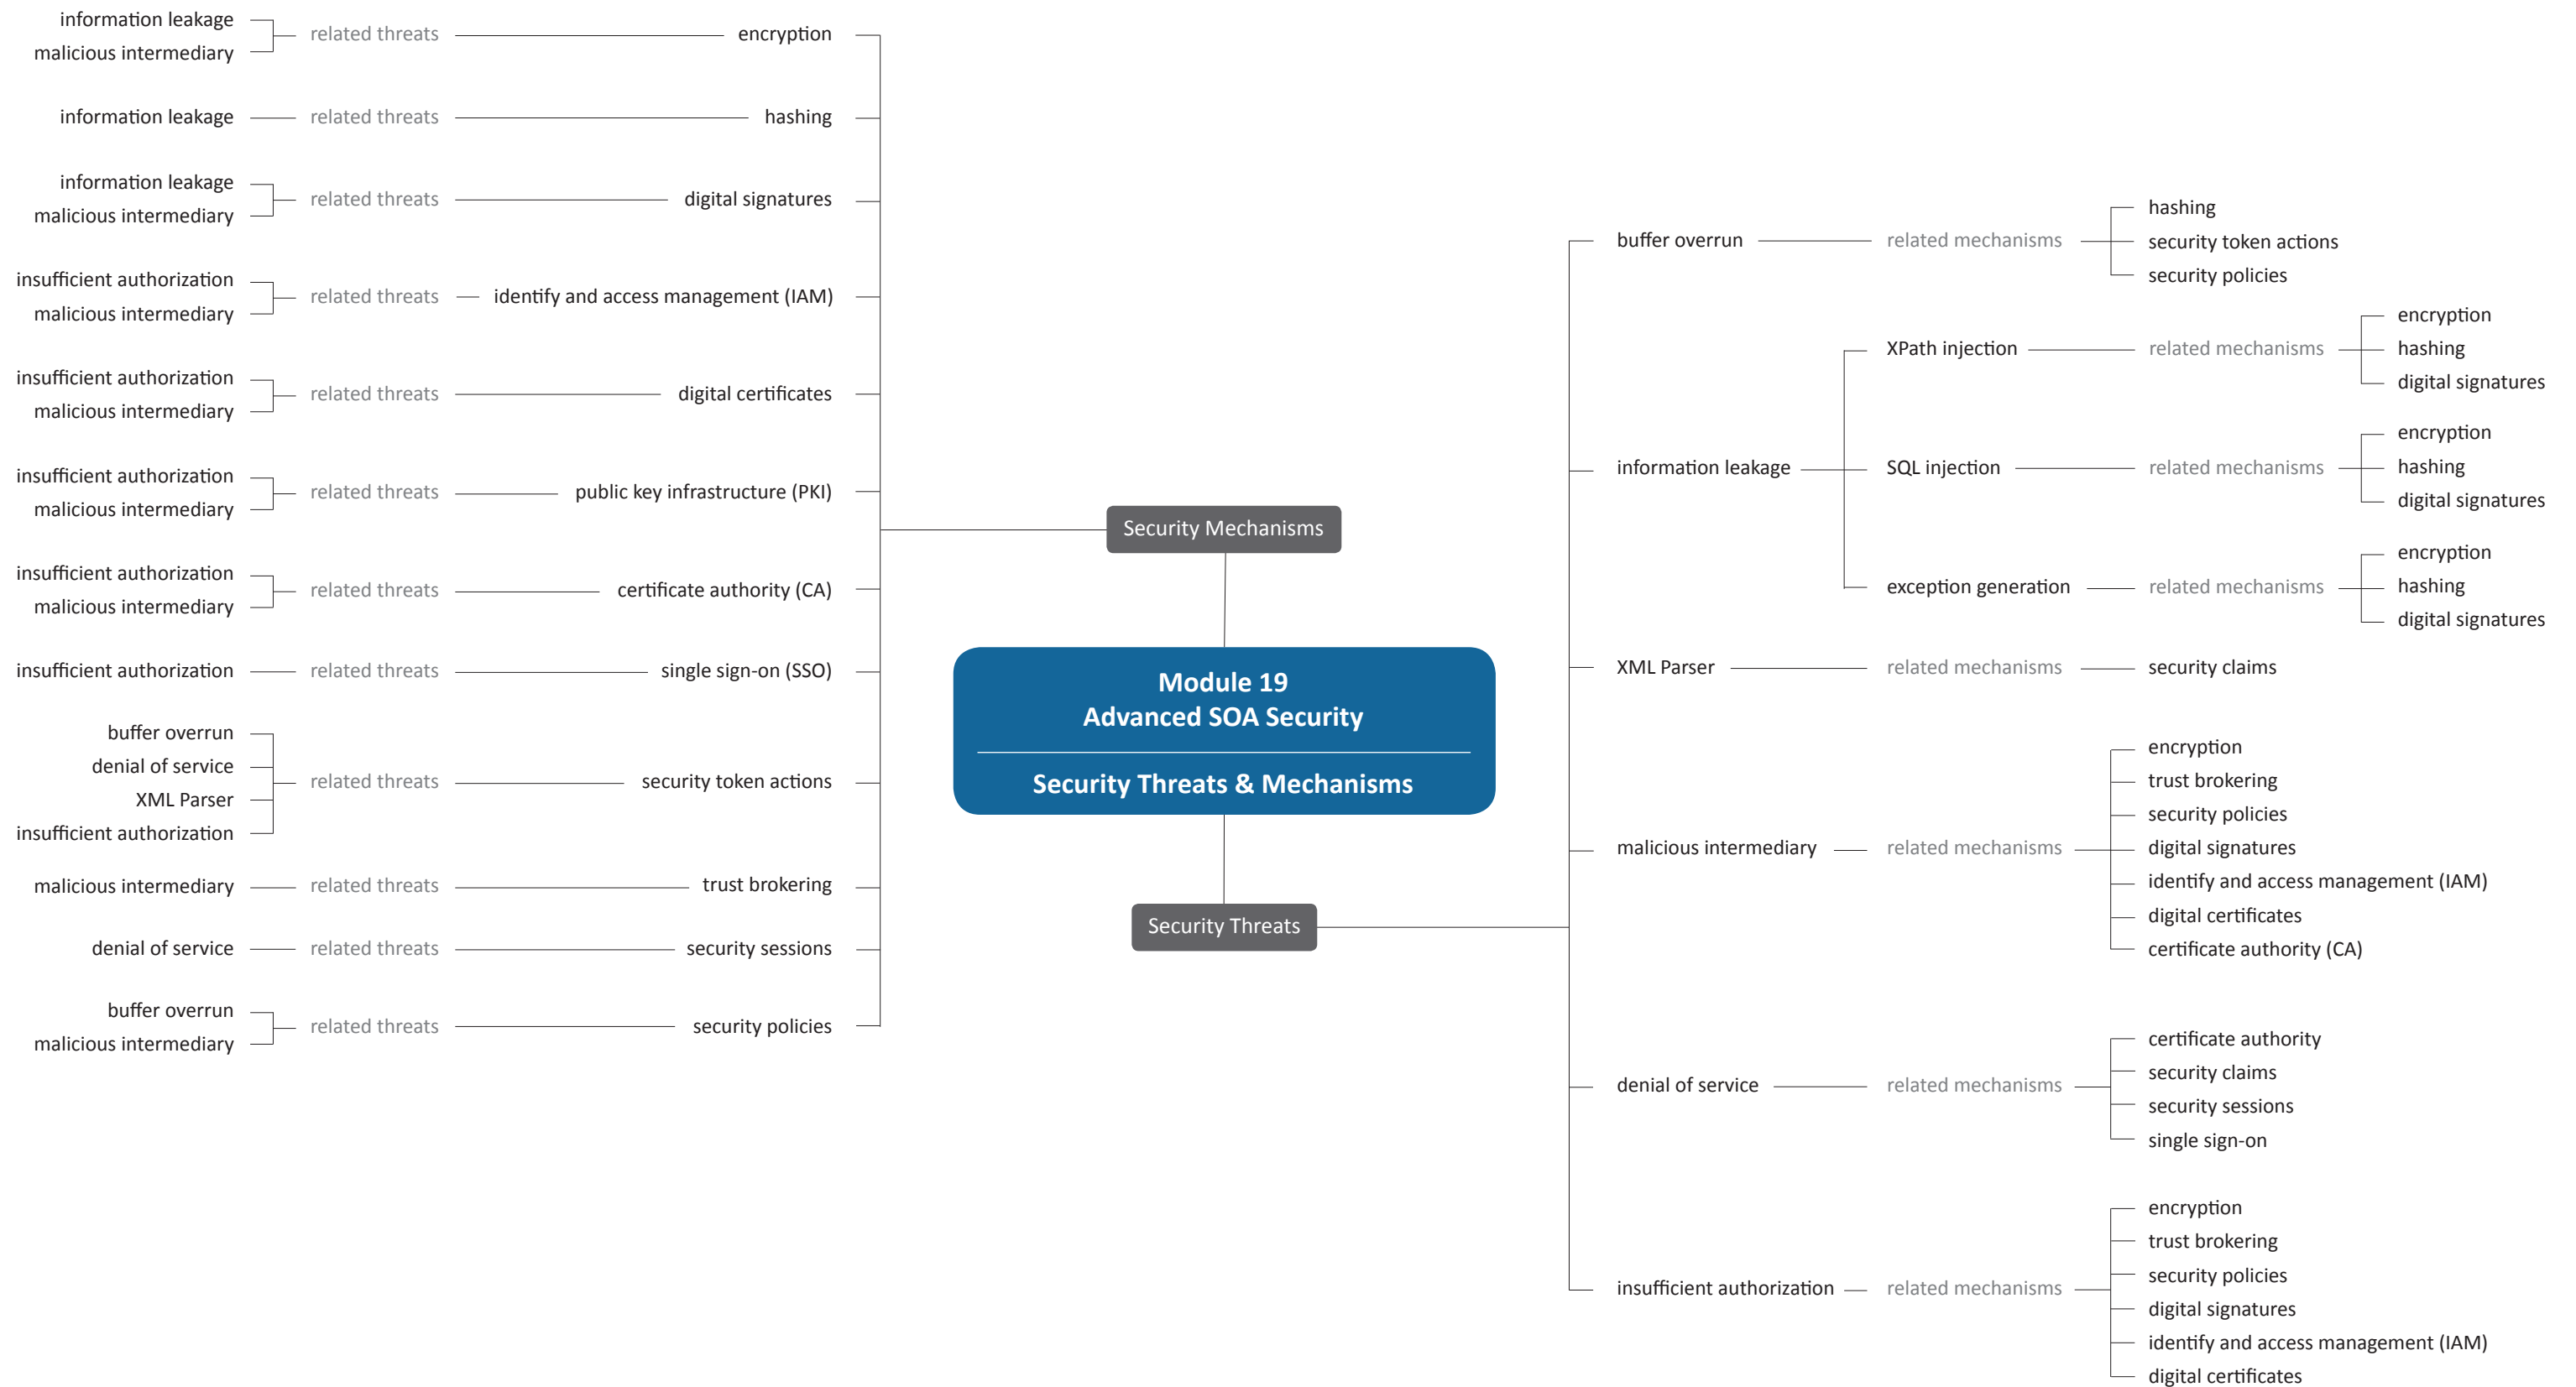 information leakage
malicious intermediary
related threats
encryption
information leakage
related threats
hashing
information leakage
malicious intermediary
related threats
digital signatures
insufficient authorization
malicious intermediary
related threats
identify and access management (IAM)
insufficient authorization
malicious intermediary
related threats
digital certificates
insufficient authorization
malicious intermediary
related threats
public key infrastructure (PKI)
insufficient authorization
malicious intermediary
related threats
certificate authority (CA)
insufficient authorization
related threats
single sign-on (SSO)
buffer overrun
denial of service
XML Parser
insufficient authorization
related threats
security token actions
malicious intermediary
related threats
trust brokering
denial of service
related threats
security sessions
buffer overrun
malicious intermediary
related threats
security policies
Security Mechanisms
Module 19
Advanced SOA Security
Security Threats & Mechanisms
Security Threats
buffer overrun
related mechanisms
hashing
security token actions
security policies
information leakage
XPath injection
related mechanisms
encryption
hashing
digital signatures
SQL injection
related mechanisms
encryption
hashing
digital signatures
exception generation
related mechanisms
encryption
hashing
digital signatures
XML Parser
related mechanisms
security claims
malicious intermediary
related mechanisms
encryption
trust brokering
security policies
digital signatures
identify and access management (IAM)
digital certificates
certificate authority (CA)
denial of service
related mechanisms
certificate authority
security claims
security sessions
single sign-on
insufficient authorization
related mechanisms
encryption
trust brokering
security policies
digital signatures
identify and access management (IAM)
digital certificates